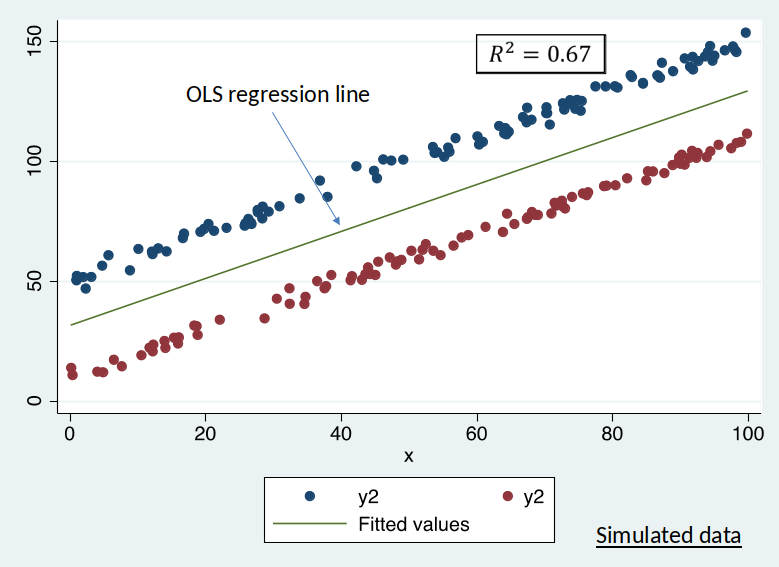 R² = 0.67
OLS regression line
150
100
50
0
0 20 40 60 80 100
x
y2 y2
Fitted values
Simulated data